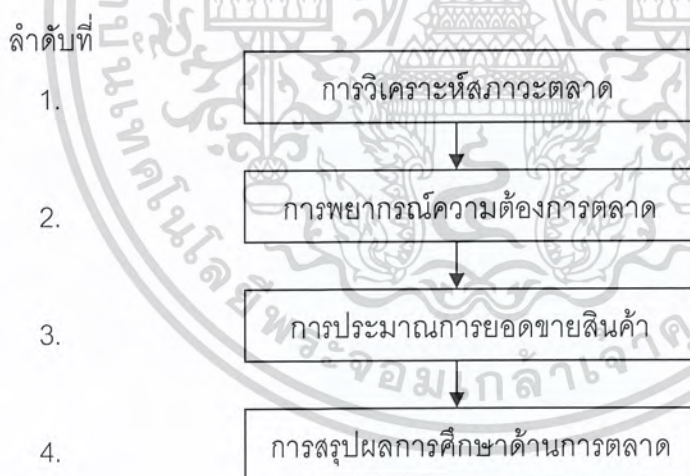 ลำดับที่
1. การวิเคราะห์สภาวะตลาด
2. การพยากรณ์ความต้องการตลาด
3. การประมาณการยอดขายสินค้า
4. การสรุปผลการศึกษาด้านการตลาด